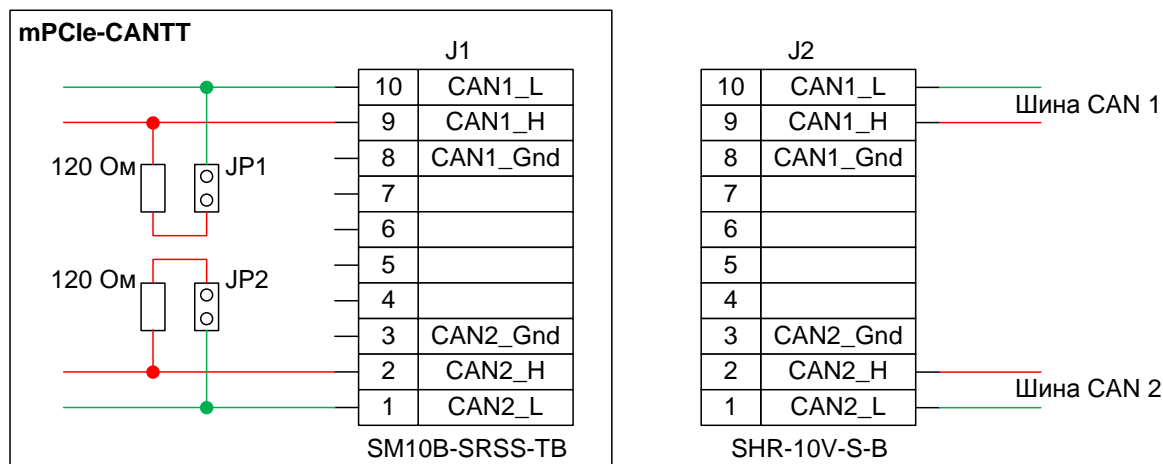 mPCIe-CANTT
J1
J2
10 CAN1_L
9 CAN1_H
8 CAN1_Gnd
7
6
5
4
3 CAN2_Gnd
2 CAN2_H
1 CAN2_L
SM10B-SRSS-TB
120 Ом JP1
120 Ом JP2
10 CAN1_L
9 CAN1_H
8 CAN1_Gnd
7
6
5
4
3 CAN2_Gnd
2 CAN2_H
1 CAN2_L
SHR-10V-S-B
Шина CAN 1
Шина CAN 2